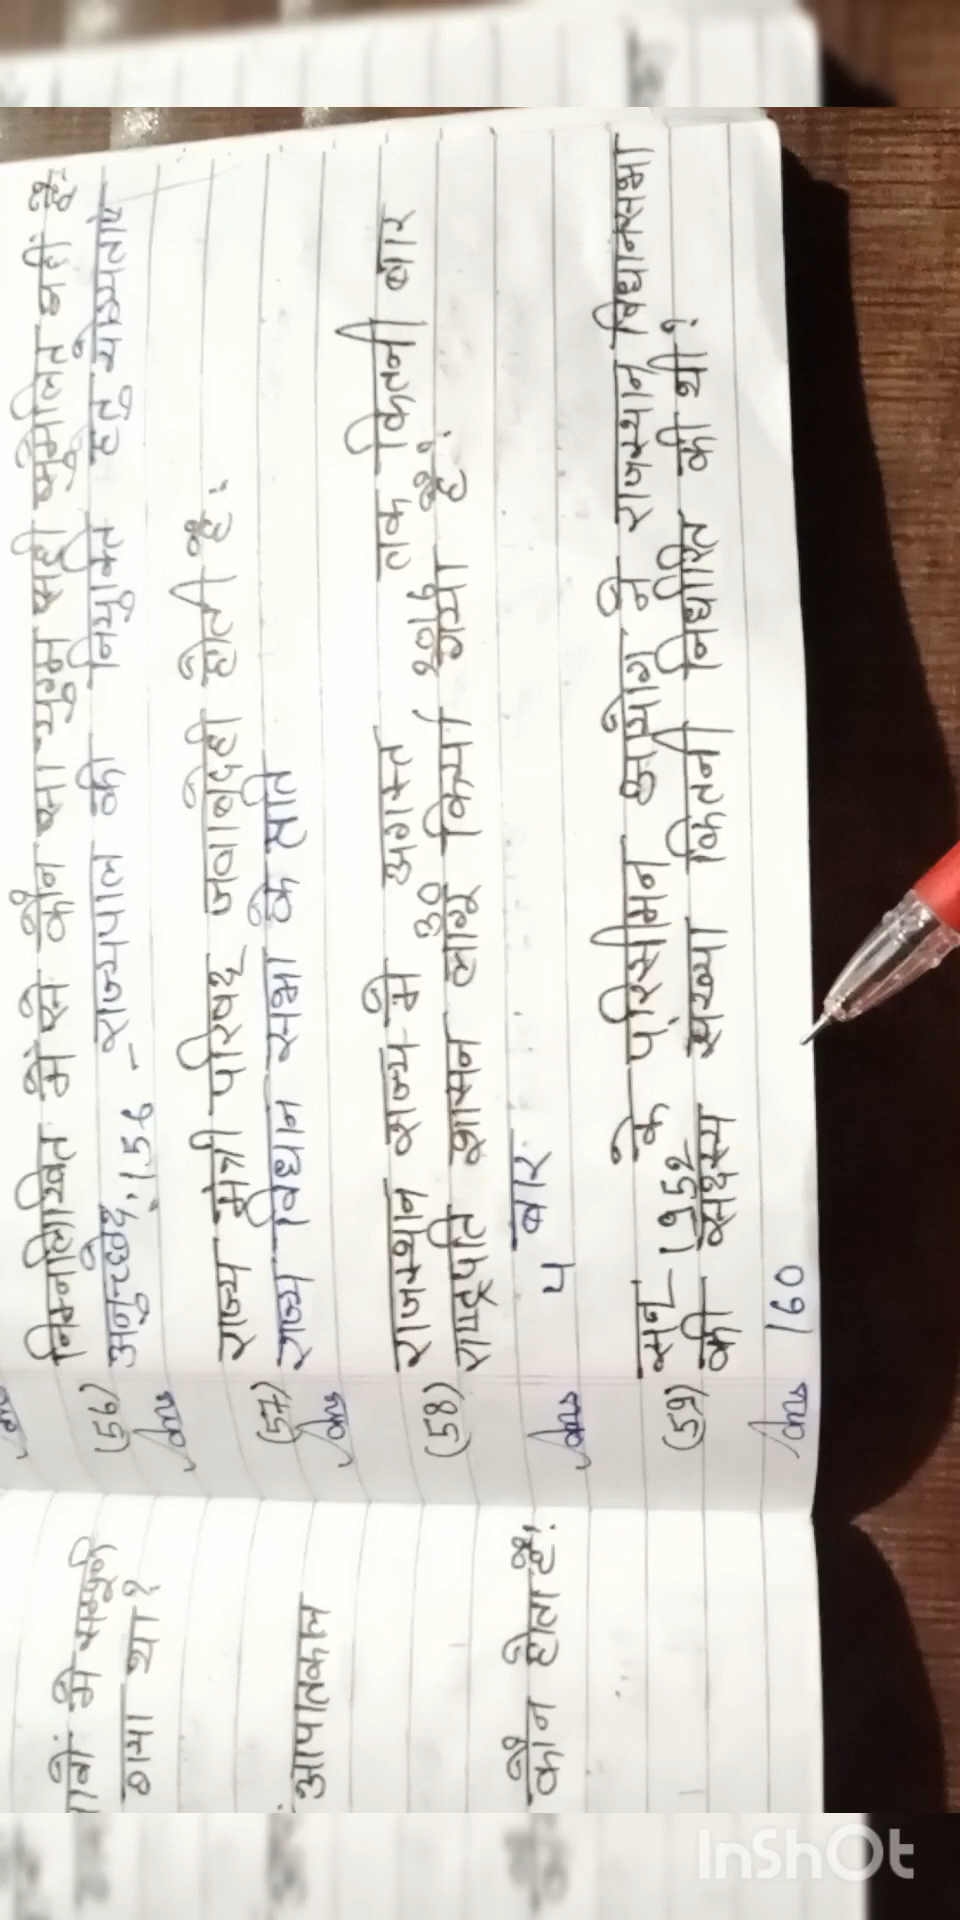 (56) निम्नलिखित मे से कौन सा युग्म सही सुमेलित नही है:
Ans अनुच्छेद:156 - राज्यपाल की नियुक्ति हेतु योग्यताएं
राज्य मंत्री परिषद् जवाबदेही होती है:
(57)
Ans राज्य विधान सभा के प्रति
(58) राजस्थान राज्य मे अगस्त तक कितनी बार
राष्ट्रपति शासन लागू किया गया है?
30
2016
Ans 4 बार
(59) सन् 1952 के परिसीमन आयोग ने राजस्थान विधानसभा
की सदस्य संख्या कितनी निर्धारित की थी?
Ans 160
मे सम्पूर्ण
था?
आपातकाल
कौन होता है!
InShOt